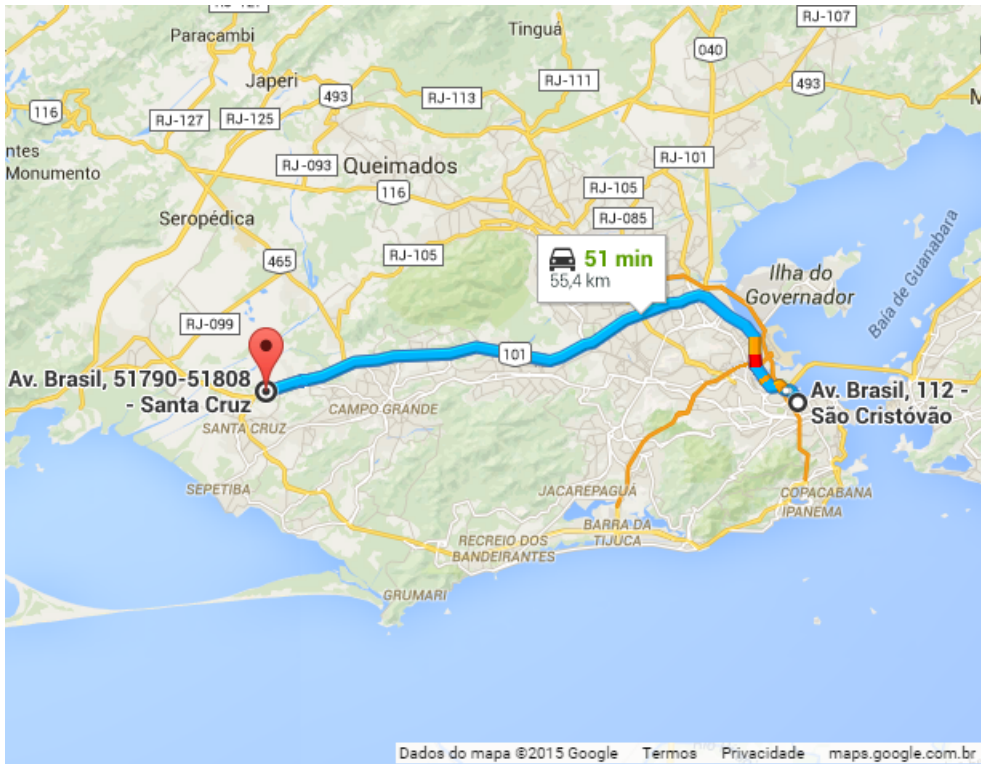 RJ-127
RJ-107
Paracambi
Tinguá
040
Japeri
RJ-111
493
493
RJ-113
116
RJ-127
RJ-125
ntes
Monumento
RJ-093
Queimados
RJ-101
116
RJ-105
Seropédica
RJ-085
RJ-105
465
51 min
55,4 km
Ilha do
Governador
Baía de Guanabara
RJ-099
101
Av. Brasil, 51790-51808
- Santa Cruz
Av. Brasil, 112 -
São Cristóvão
CAMPO GRANDE
SANTA CRUZ
SEPETIBA
JACAREPAGUÁ
COPACABANA
IPANEMA
BARRA DA
TIJUCA
RECREIO DOS
BANDEIRANTES
GRUMARI
Dados do mapa ©2015 Google Termos Privacidade maps.google.com.br